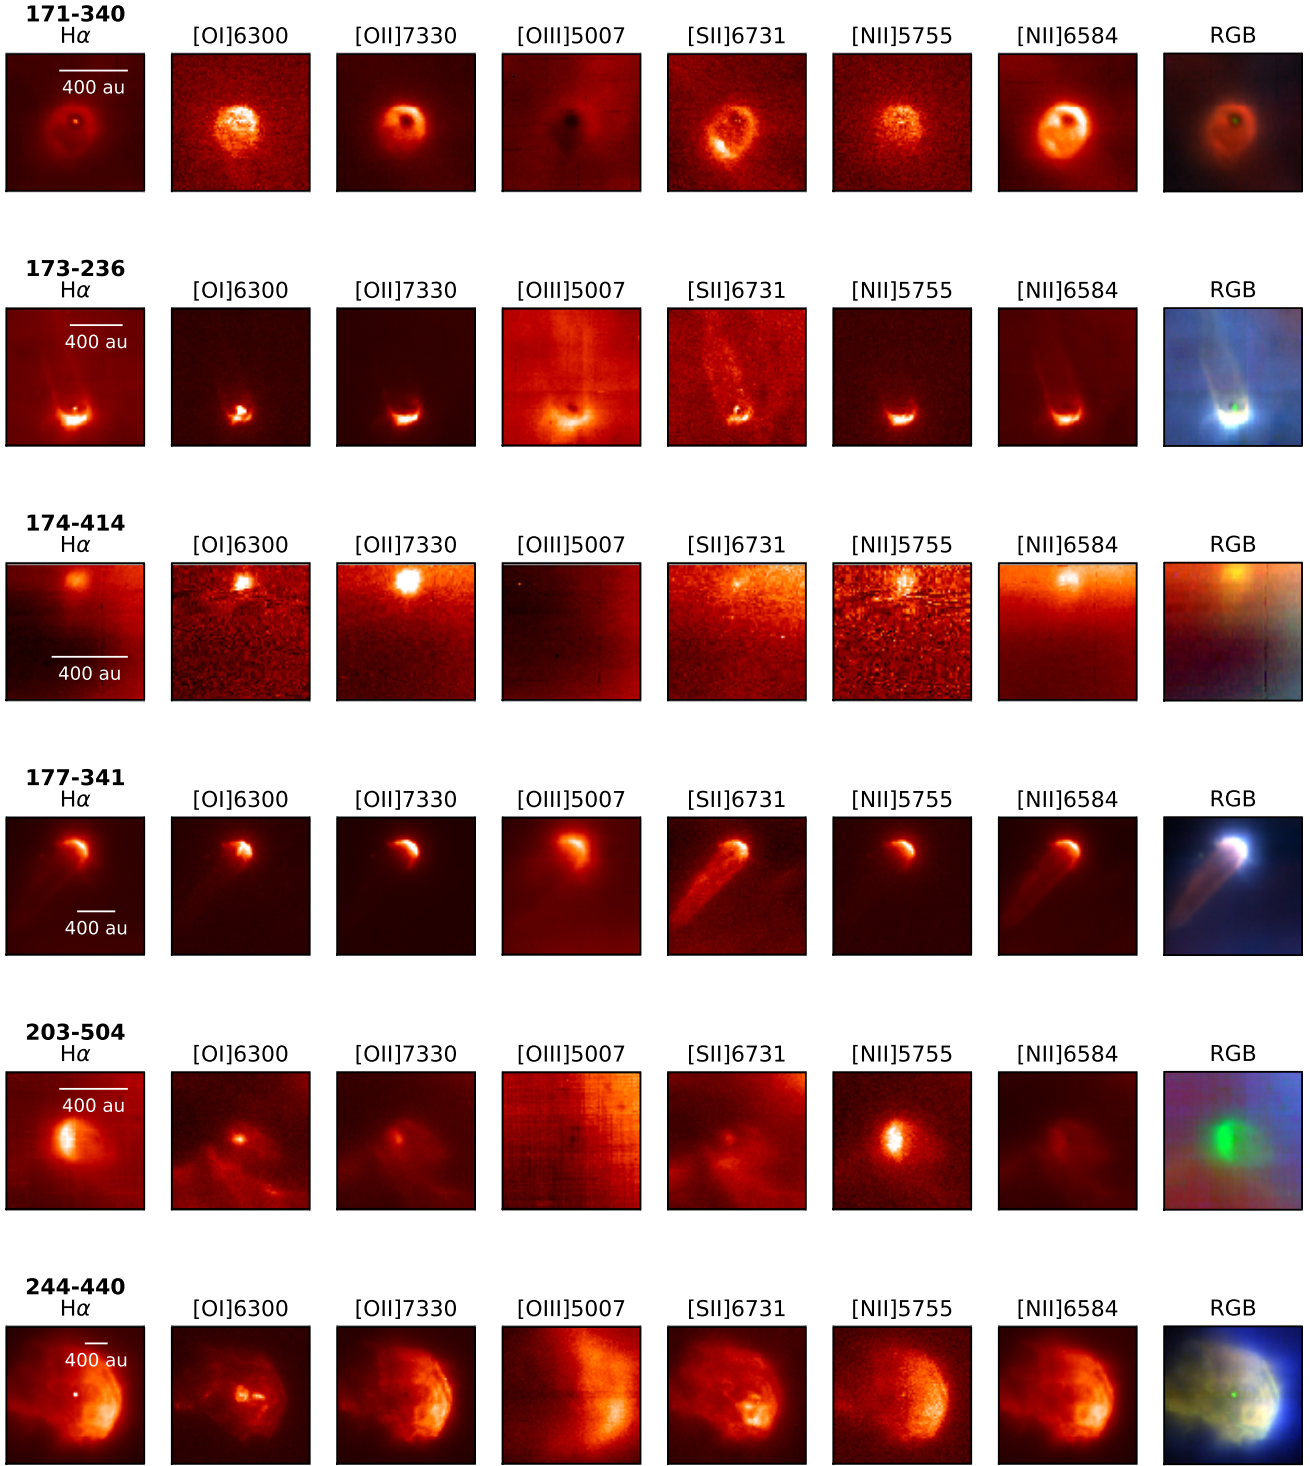 171-340
Hα [OI]6300 [OII]7330 [OIII]5007 [SII]6731 [NII]5755 [NII]6584 RGB
400 au
173-236
Hα [OI]6300 [OII]7330 [OIII]5007 [SII]6731 [NII]5755 [NII]6584 RGB
400 au
174-414
Hα [OI]6300 [OII]7330 [OIII]5007 [SII]6731 [NII]5755 [NII]6584 RGB
400 au
177-341
Hα [OI]6300 [OII]7330 [OIII]5007 [SII]6731 [NII]5755 [NII]6584 RGB
400 au
203-504
Hα [OI]6300 [OII]7330 [OIII]5007 [SII]6731 [NII]5755 [NII]6584 RGB
400 au
244-440
Hα [OI]6300 [OII]7330 [OIII]5007 [SII]6731 [NII]5755 [NII]6584 RGB
400 au